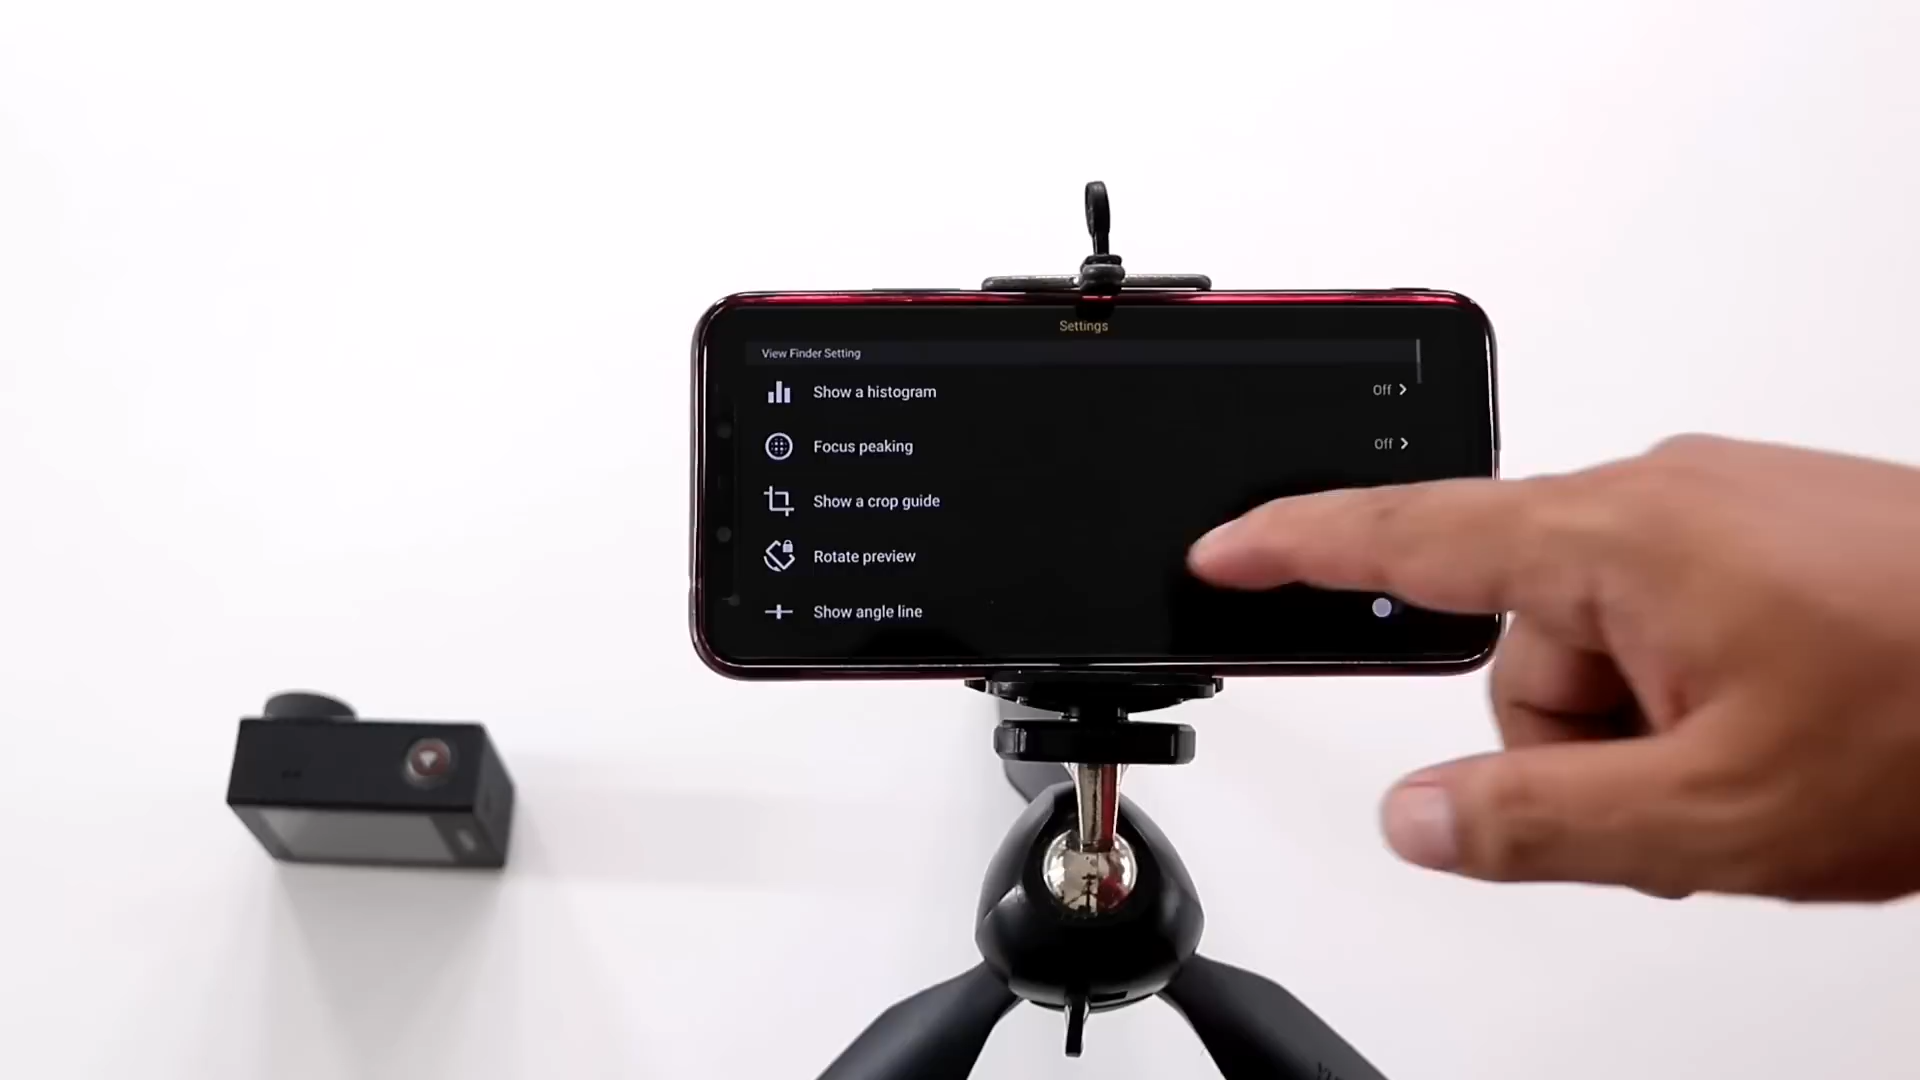 Settings
View Finder Setting
Show a histogram Off
Focus peaking Off
Show a crop guide
Rotate preview
Show angle line